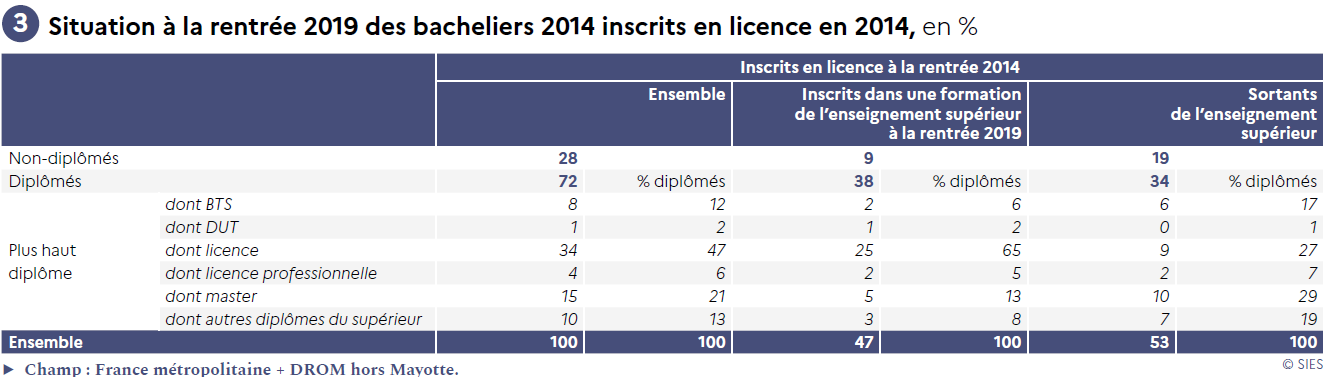 3 Situation à la rentrée 2019 des bacheliers 2014 inscrits en licence en 2014, en %
Inscrits en licence à la rentrée 2014
Ensemble
Inscrits dans une formation
de l'enseignement supérieur
à la rentrée 2019
Sortants
de l'enseignement
supérieur
Non-diplômés 28 9 19
Diplômés 72 % diplômés 38 % diplômés 34 % diplômés
dont BTS 8 12 2 6 6 17
dont DUT 1 2 1 2 0 1
Plus haut dont licence 34 47 25 65 9 27
diplôme dont licence professionnelle 4 6 2 5 2 7
dont master 15 21 5 13 10 29
dont autres diplômes du supérieur 10 13 3 8 7 19
Ensemble 100 100 47 100 53 100
► Champ : France métropolitaine + DROM hors Mayotte. © SIES